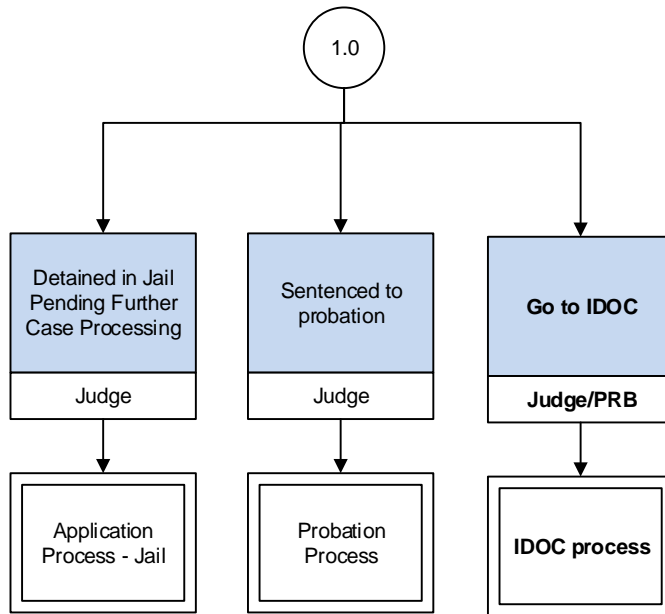 1.0
Detained in Jail
Pending Further
Case Processing
Judge
Sentenced to
probation
Judge
Go to IDOC
Judge/PRB
Application
Process - Jail
Probation
Process
IDOC process